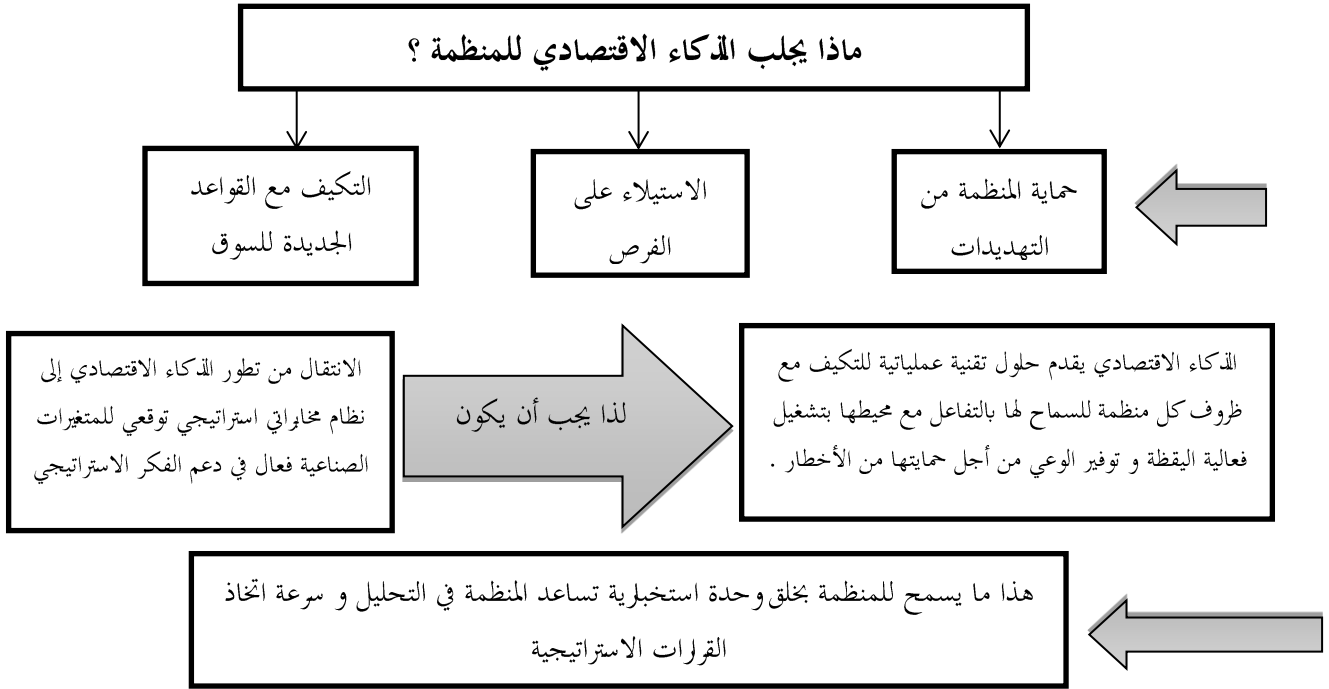 ماذا يجلب الذكاء الاقتصادي للمنظمة ؟
حماية المنظمة من
التهديدات
الاستيلاء على
الفرص
التكيف مع القواعد
الجديدة للسوق
الذكاء الاقتصادي يقدم حلول تقنية عملياتية للتكيف مع
ظروف كل منظمة للسماح لها بالتفاعل مع محيطها بتشغيل
فعالية اليقظة و توفير الوعي من أجل حمايتها من الأخطار .
لذا يجب أن يكون
الانتقال من تطور الذكاء الاقتصادي إلى
نظام مخابراتي استراتيجي توقعي للمتغيرات
الصناعية فعال في دعم الفكر الاستراتيجي
هذا ما يسمح للمنظمة بخلق وحدة استخبارية تساعد المنظمة في التحليل و سرعة اتخاذ
القرارات الاستراتيجية